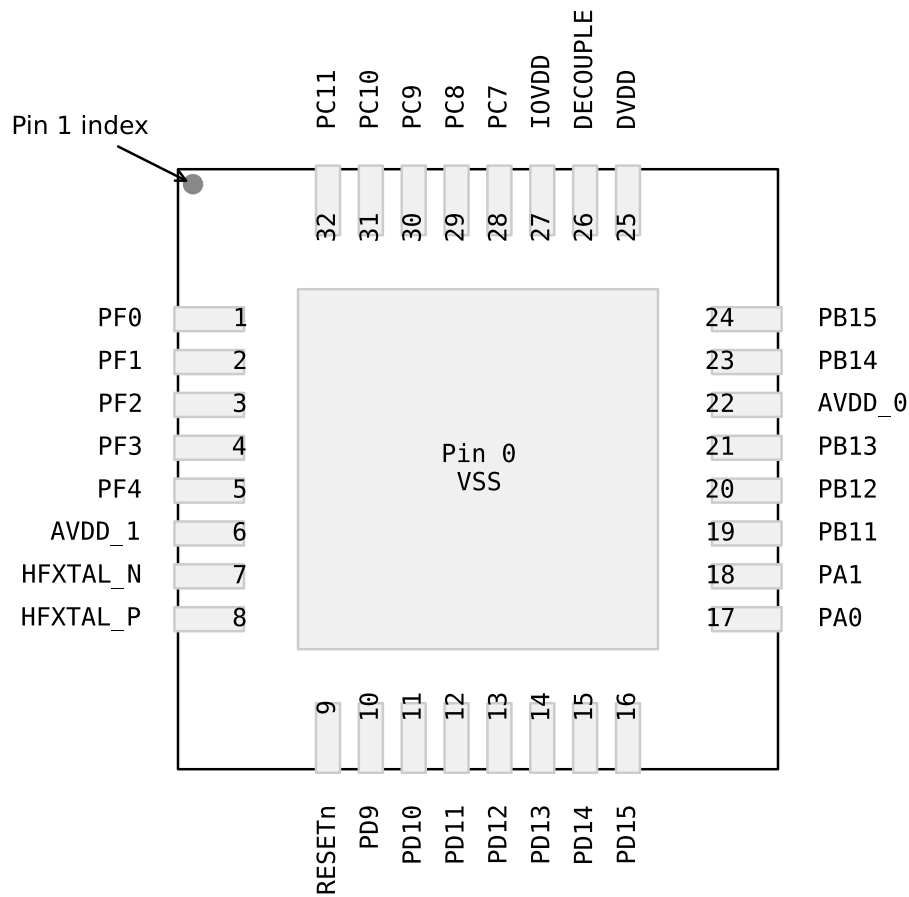 PC11 PC10 PC9 PC8 PC7 IOVDD DECOUPLE DVDD
Pin 1 index
32 31 30 29 28 27 26 25
PF0 1 24 PB15
PF1 2 23 PB14
PF2 3 22 AVDD_0
PF3 4 21 PB13
Pin 0
VSS
PF4 5 20 PB12
AVDD_1 6 19 PB11
HFXTAL_N 7 18 PA1
HFXTAL_P 8 17 PA0
9 10 11 12 13 14 15 16
RESETn PD9 PD10 PD11 PD12 PD13 PD14 PD15